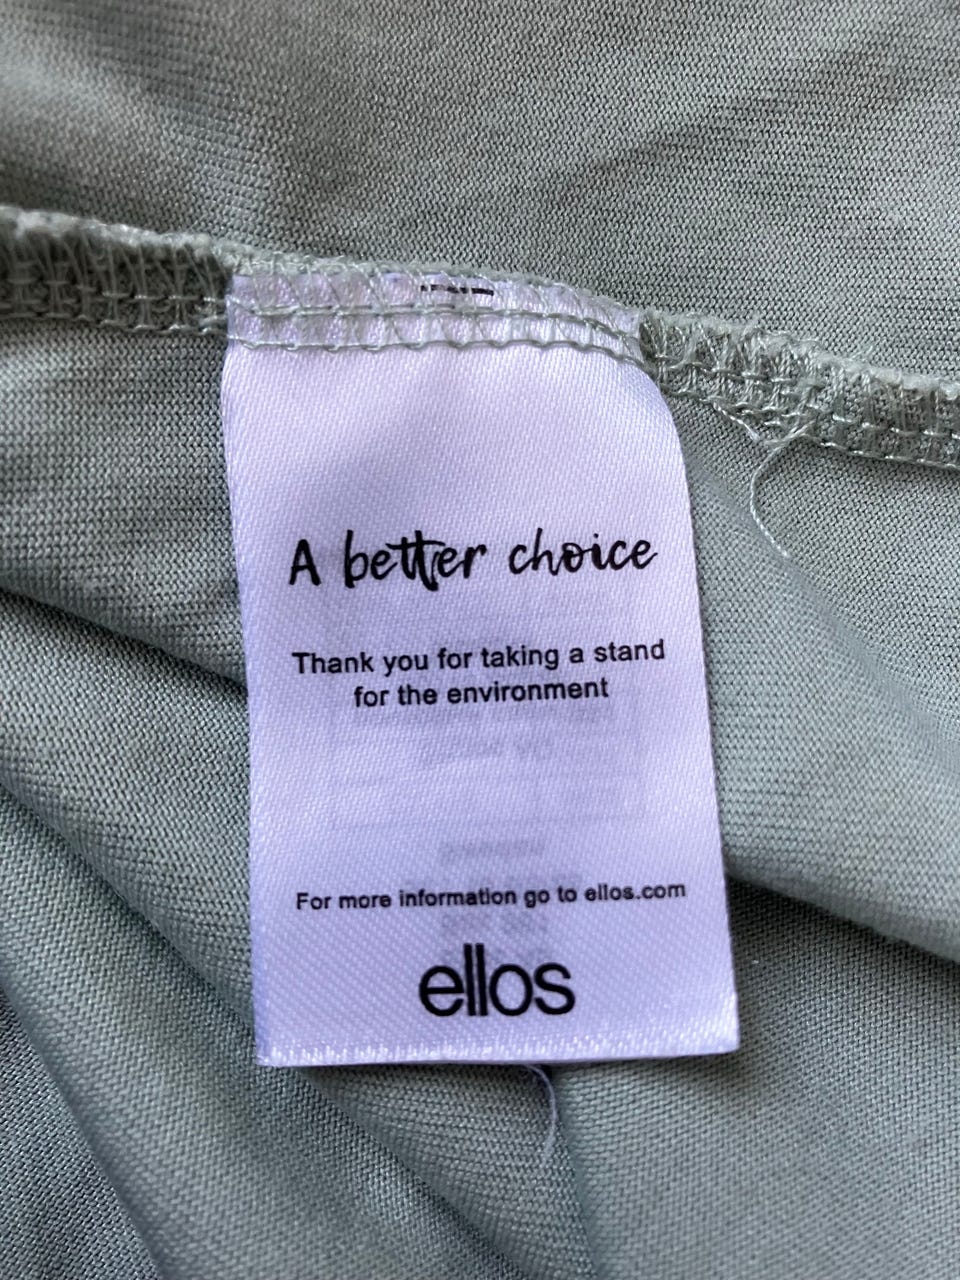 A better choice
Thank you for taking a stand
for the environment
For more information go to ellos.com
ellos